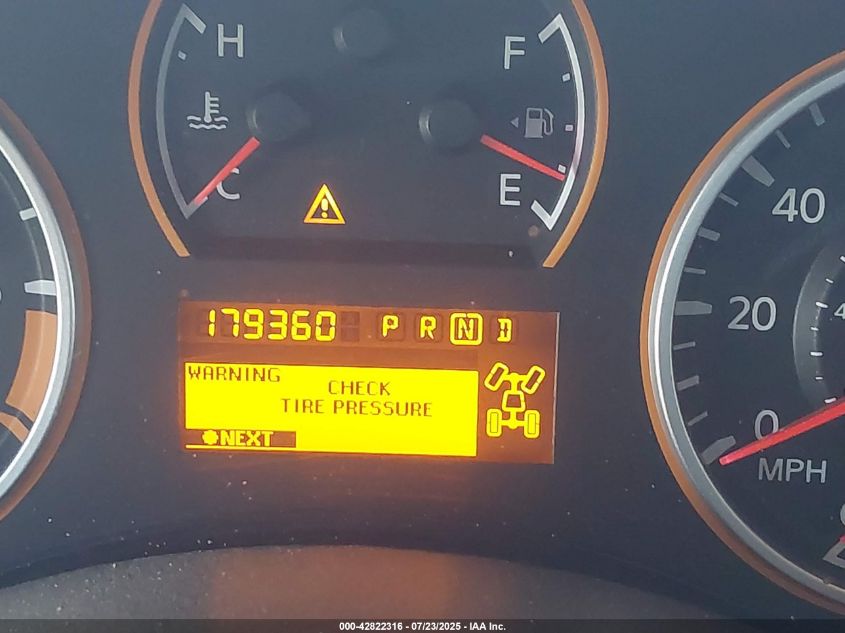 H
F
C
E
40
20
0
MPH
179360 P R N D
WARNING
CHECK
TIRE PRESSURE
NEXT
000-42822316 - 07/23/2025 - IAA Inc.